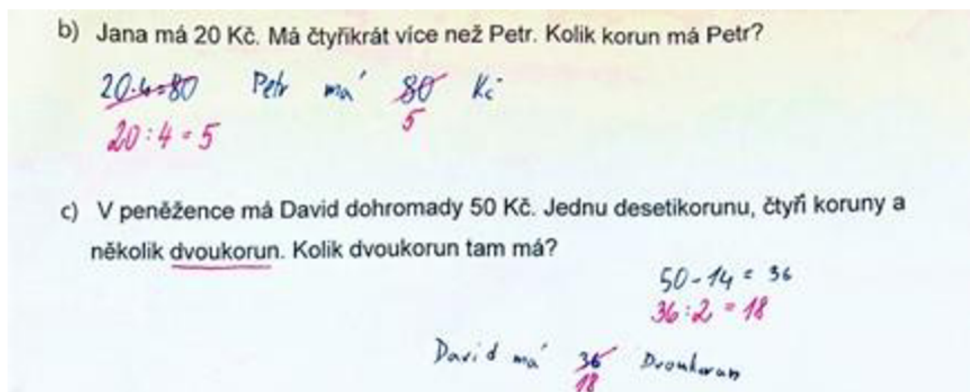 b) Jana má 20 Kč. Má čtyřikrát více než Petr. Kolik korun má Petr?
20·4=80 Petr má 80 Kč
20:4=5 5
c) V peněžence má David dohromady 50 Kč. Jednu desetikorunu, čtyři koruny a
několik dvoukorun. Kolik dvoukorun tam má?
50-14=36
36:2=18
David má 36 Dvoukorun
18